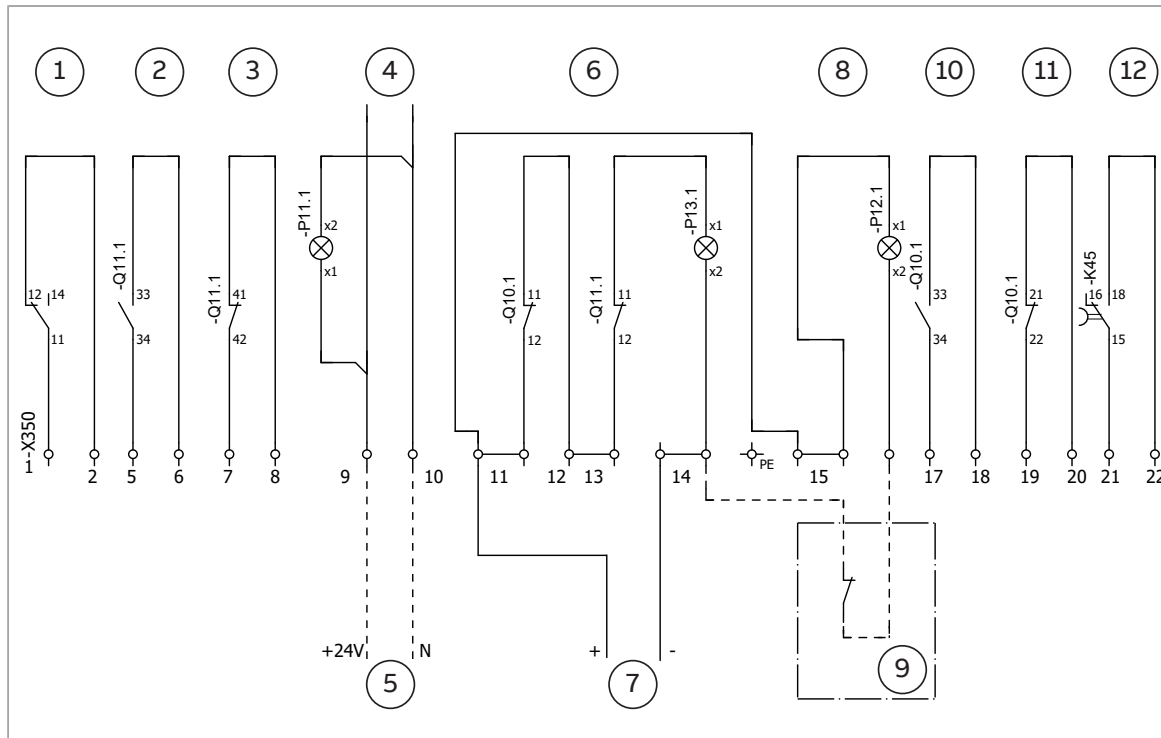 1 2 3 4 6 8 10 11 12
-P11.1
x2
x1
-P13.1
x1
x2
-P12.1
x1
x2
-Q11.1
33
34
-Q11.1
41
42
12 14
11
-Q10.1
11
12
-Q11.1
11
12
-Q10.1
33
34
-Q10.1
21
22
-K45
16 18
15
-X350
1 2 5 6 7 8 9 10 11 12 13 14 PE 15 17 18 19 20 21 22
+24V N + -
5 7 9